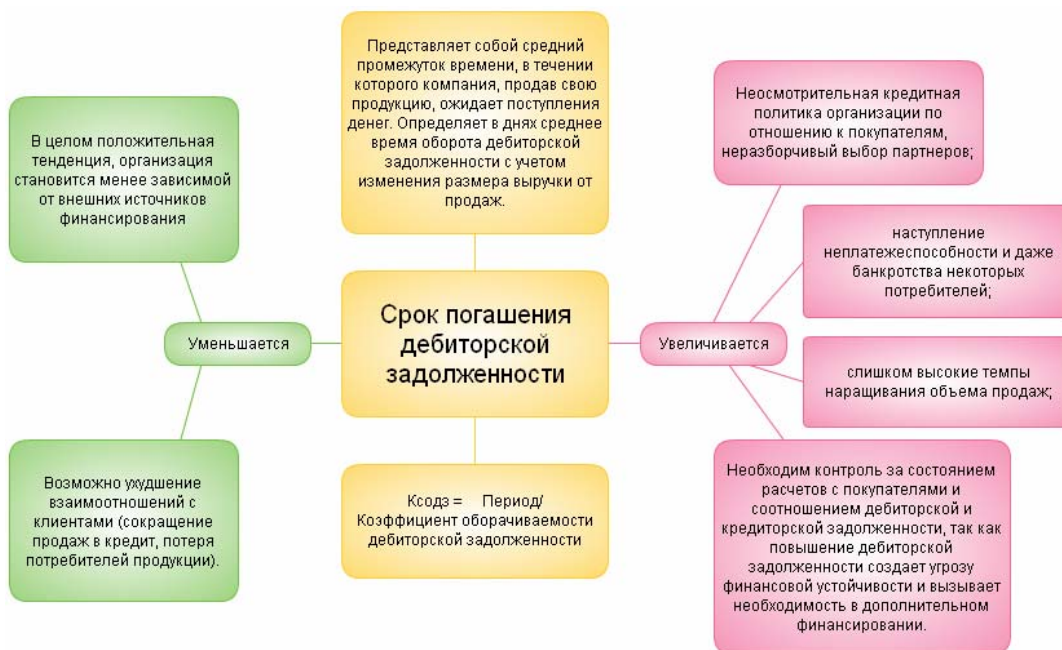 Представляет собой средний
промежуток времени, в течении
которого компания, продав свою
продукцию, ожидает поступления
денег. Определяет в днях среднее
время оборота дебиторской
задолженности с учетом
изменения размера выручки от
продаж.
В целом положительная
тенденция, организация
становится менее зависимой
от внешних источников
финансирования
Уменьшается
Возможно ухудшение
взаимоотношений с
клиентами (сокращение
продаж в кредит, потеря
потребителей продукции).
Срок погашения
дебиторской
задолженности
Ксодз = Период/
Коэффициент оборачиваемости
дебиторской задолженности
Увеличивается
Неосмотрительная кредитная
политика организации по
отношению к покупателям,
неразборчивый выбор партнеров;
наступление
неплатежеспособности и даже
банкротства некоторых
потребителей;
слишком высокие темпы
наращивания объема продаж;
Необходим контроль за состоянием
расчетов с покупателями и
соотношением дебиторской и
кредиторской задолженности, так как
повышение дебиторской
задолженности создает угрозу
финансовой устойчивости и вызывает
необходимость в дополнительном
финансировании.